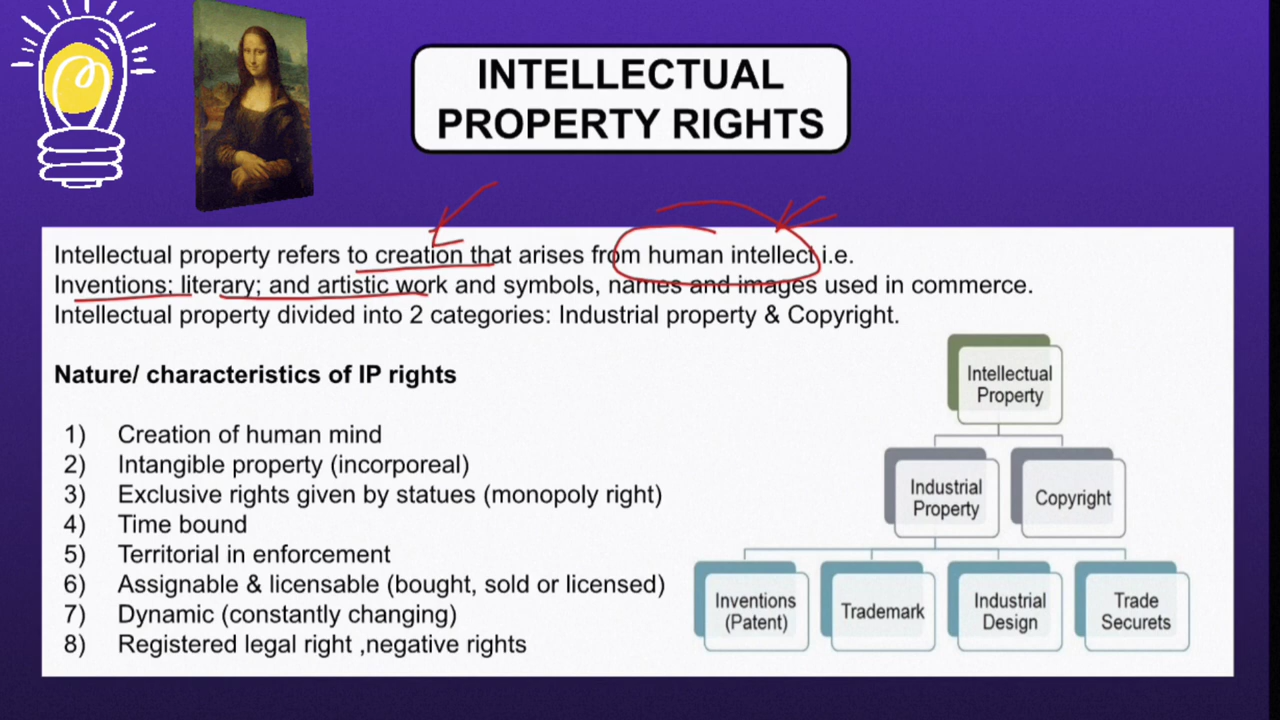 INTELLECTUAL
PROPERTY RIGHTS
Intellectual property refers to creation that arises from human intellect i.e.
Inventions; literary; and artistic work and symbols, names and images used in commerce.
Intellectual property divided into 2 categories: Industrial property & Copyright.
Nature/ characteristics of IP rights
1) Creation of human mind
2) Intangible property (incorporeal)
3) Exclusive rights given by statues (monopoly right)
4) Time bound
5) Territorial in enforcement
6) Assignable & licensable (bought, sold or licensed)
7) Dynamic (constantly changing)
8) Registered legal right ,negative rights
Intellectual
Property
Industrial
Property
Copyright
Inventions
(Patent)
Trademark
Industrial
Design
Trade
Securets